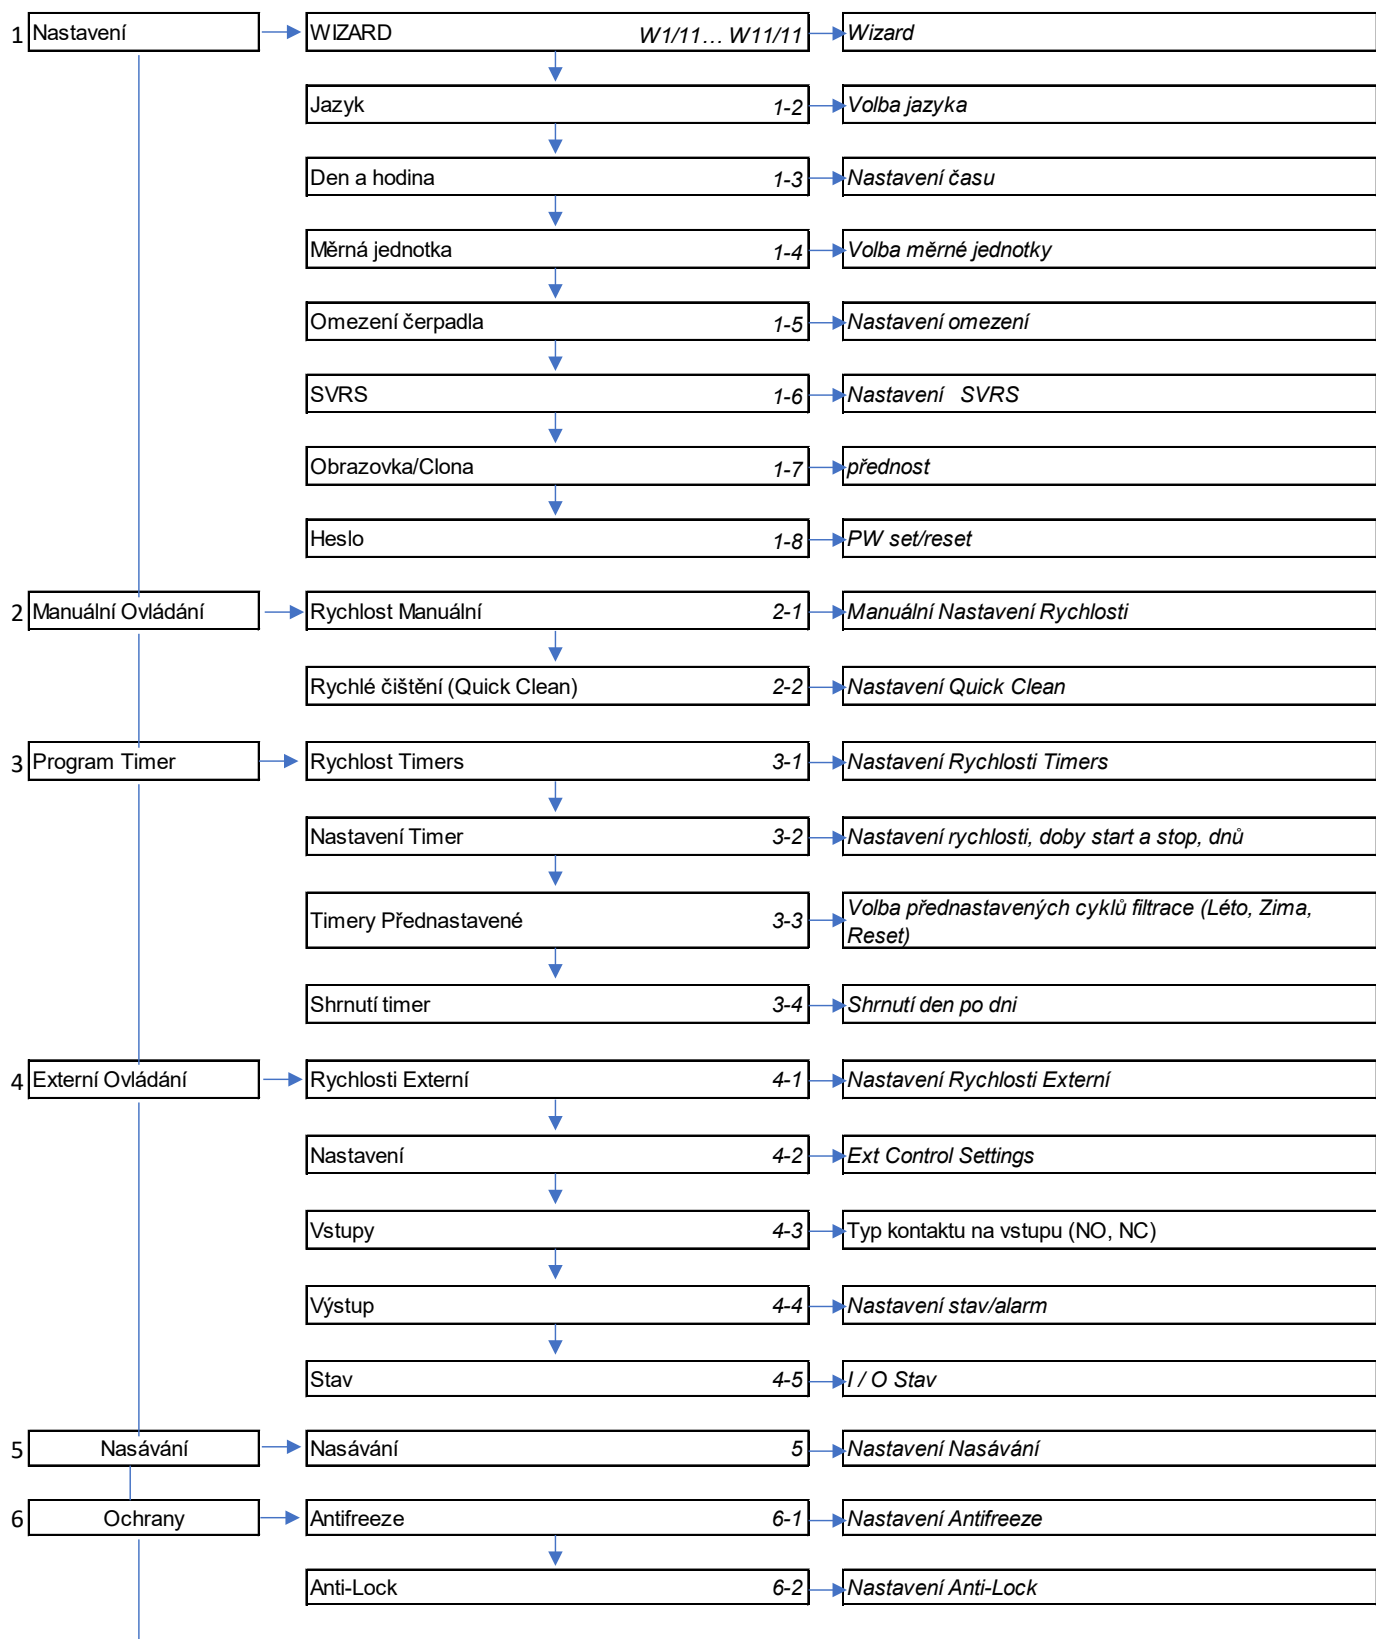 1 Nastavení WIZARD W1/11… W11/11 Wizard
Jazyk 1-2 Volba jazyka
Den a hodina 1-3 Nastavení času
Měrná jednotka 1-4 Volba měrné jednotky
Omezení čerpadla 1-5 Nastavení omezení
SVRS 1-6 Nastavení SVRS
Obrazovka/Clona 1-7 přednost
Heslo 1-8 PW set/reset
2 Manuální Ovládání Rychlost Manuální 2-1 Manuální Nastavení Rychlosti
Rychlé čištění (Quick Clean) 2-2 Nastavení Quick Clean
3 Program Timer Rychlost Timers 3-1 Nastavení Rychlosti Timers
Nastavení Timer 3-2 Nastavení rychlosti, doby start a stop, dnů
Timery Přednastavené 3-3 Volba přednastavených cyklů filtrace (Léto, Zima,
Reset)
Shrnutí timer 3-4 Shrnutí den po dni
4 Externí Ovládání Rychlosti Externí 4-1 Nastavení Rychlosti Externí
Nastavení 4-2 Ext Control Settings
Vstupy 4-3 Typ kontaktu na vstupu (NO, NC)
Výstup 4-4 Nastavení stav/alarm
Stav 4-5 I / O Stav
5 Nasávání Nasávání 5 Nastavení Nasávání
6 Ochrany Antifreeze 6-1 Nastavení Antifreeze
Anti-Lock 6-2 Nastavení Anti-Lock